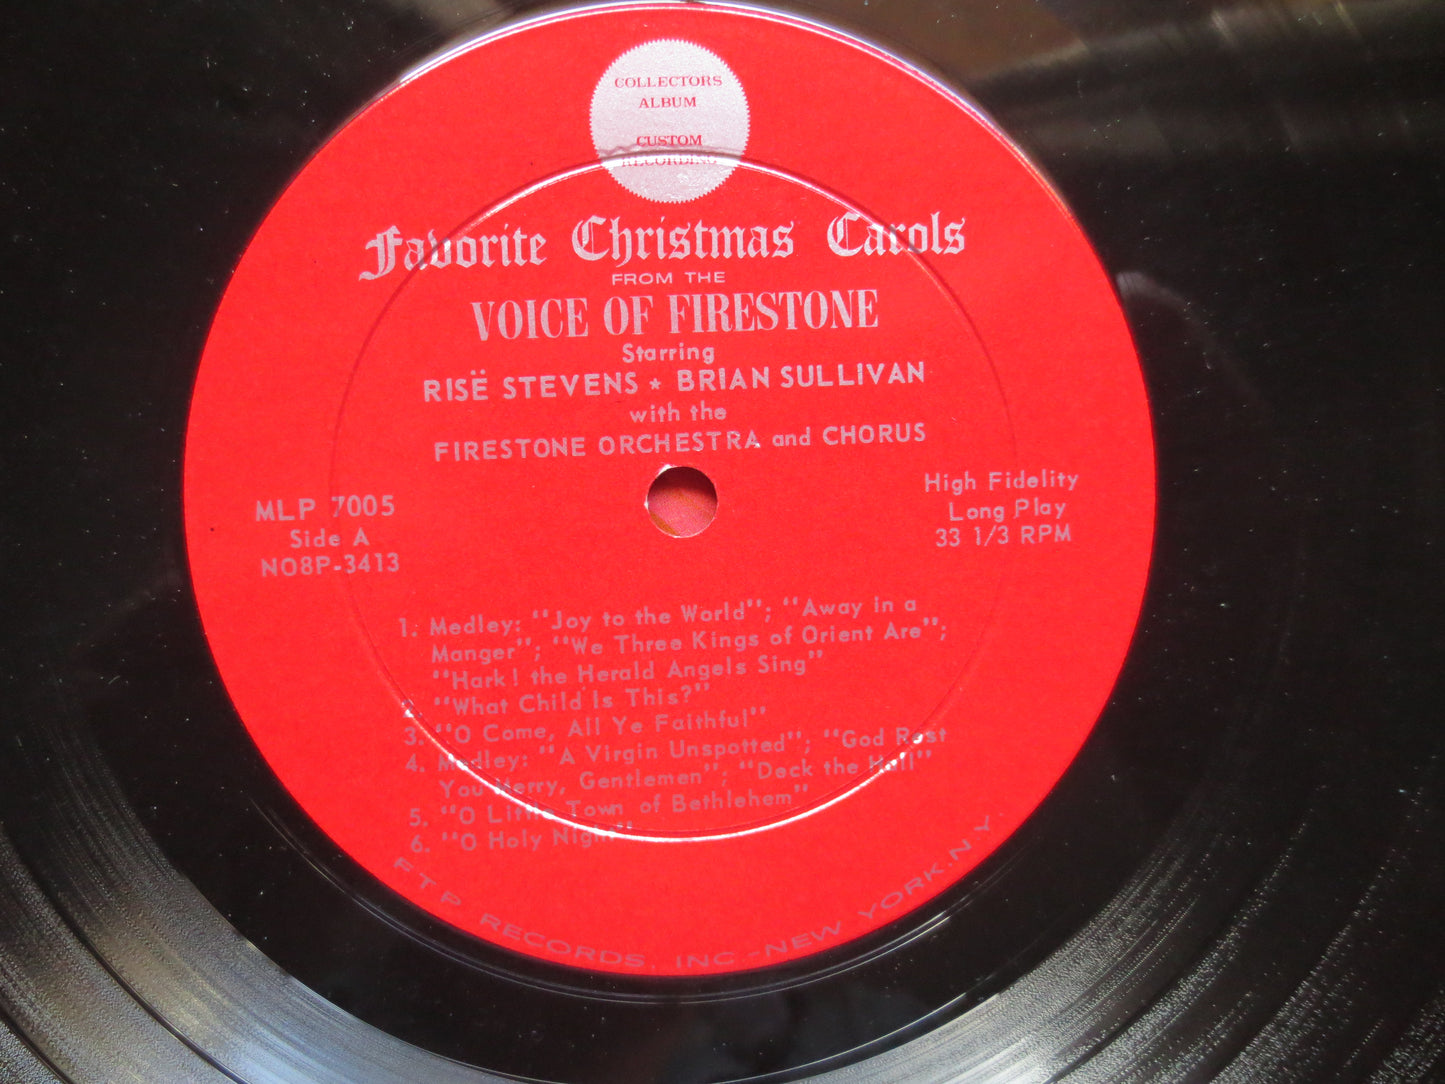 COLLECTORS
ALBUM
CUSTOM
RECORDING
Favorite Christmas Carols
FROM THE
VOICE OF FIRESTONE
Starring
RISË STEVENS ★ BRIAN SULLIVAN
with the
FIRESTONE ORCHESTRA and CHORUS
MLP 7005
Side A
NO8P-3413
High Fidelity
Long Play
33 1/3 RPM
1. Medley: "Joy to the World"; "Away in a
Manger"; "We Three Kings of Orient Are";
"Hark! the Herald Angels Sing"
2. "What Child Is This?"
3. "O Come, All Ye Faithful"
4. Medley: "A Virgin Unspotted"; "God Rest
You Merry, Gentlemen"; "Deck the Hall"
5. "O Little Town of Bethlehem"
6. "O Holy Night"
FTP RECORDS, INC.-NEW YORK.N.Y.